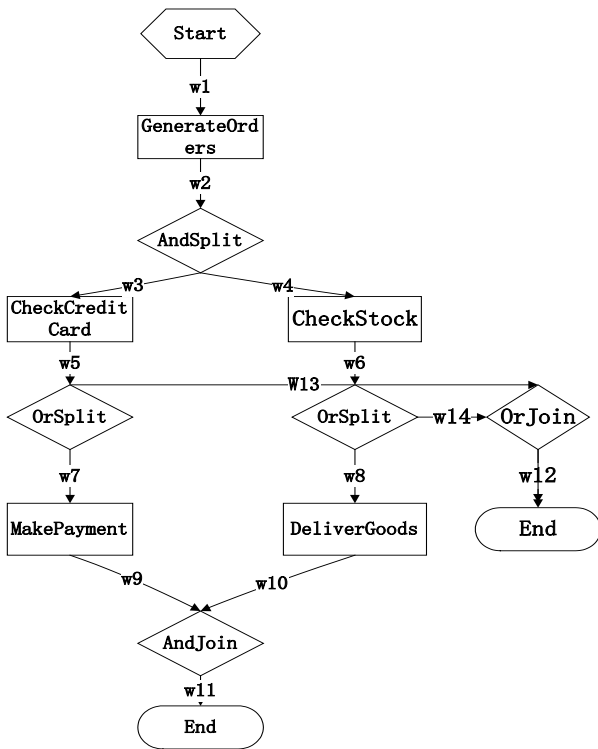 Start
w1
GenerateOrd
ers
w2
AndSplit
w3
w4
CheckCredit
Card
CheckStock
w5
w6
W13
OrSplit
OrSplit
w14
OrJoin
w7
w8
w12
MakePayment
DeliverGoods
End
w9
w10
AndJoin
w11
End